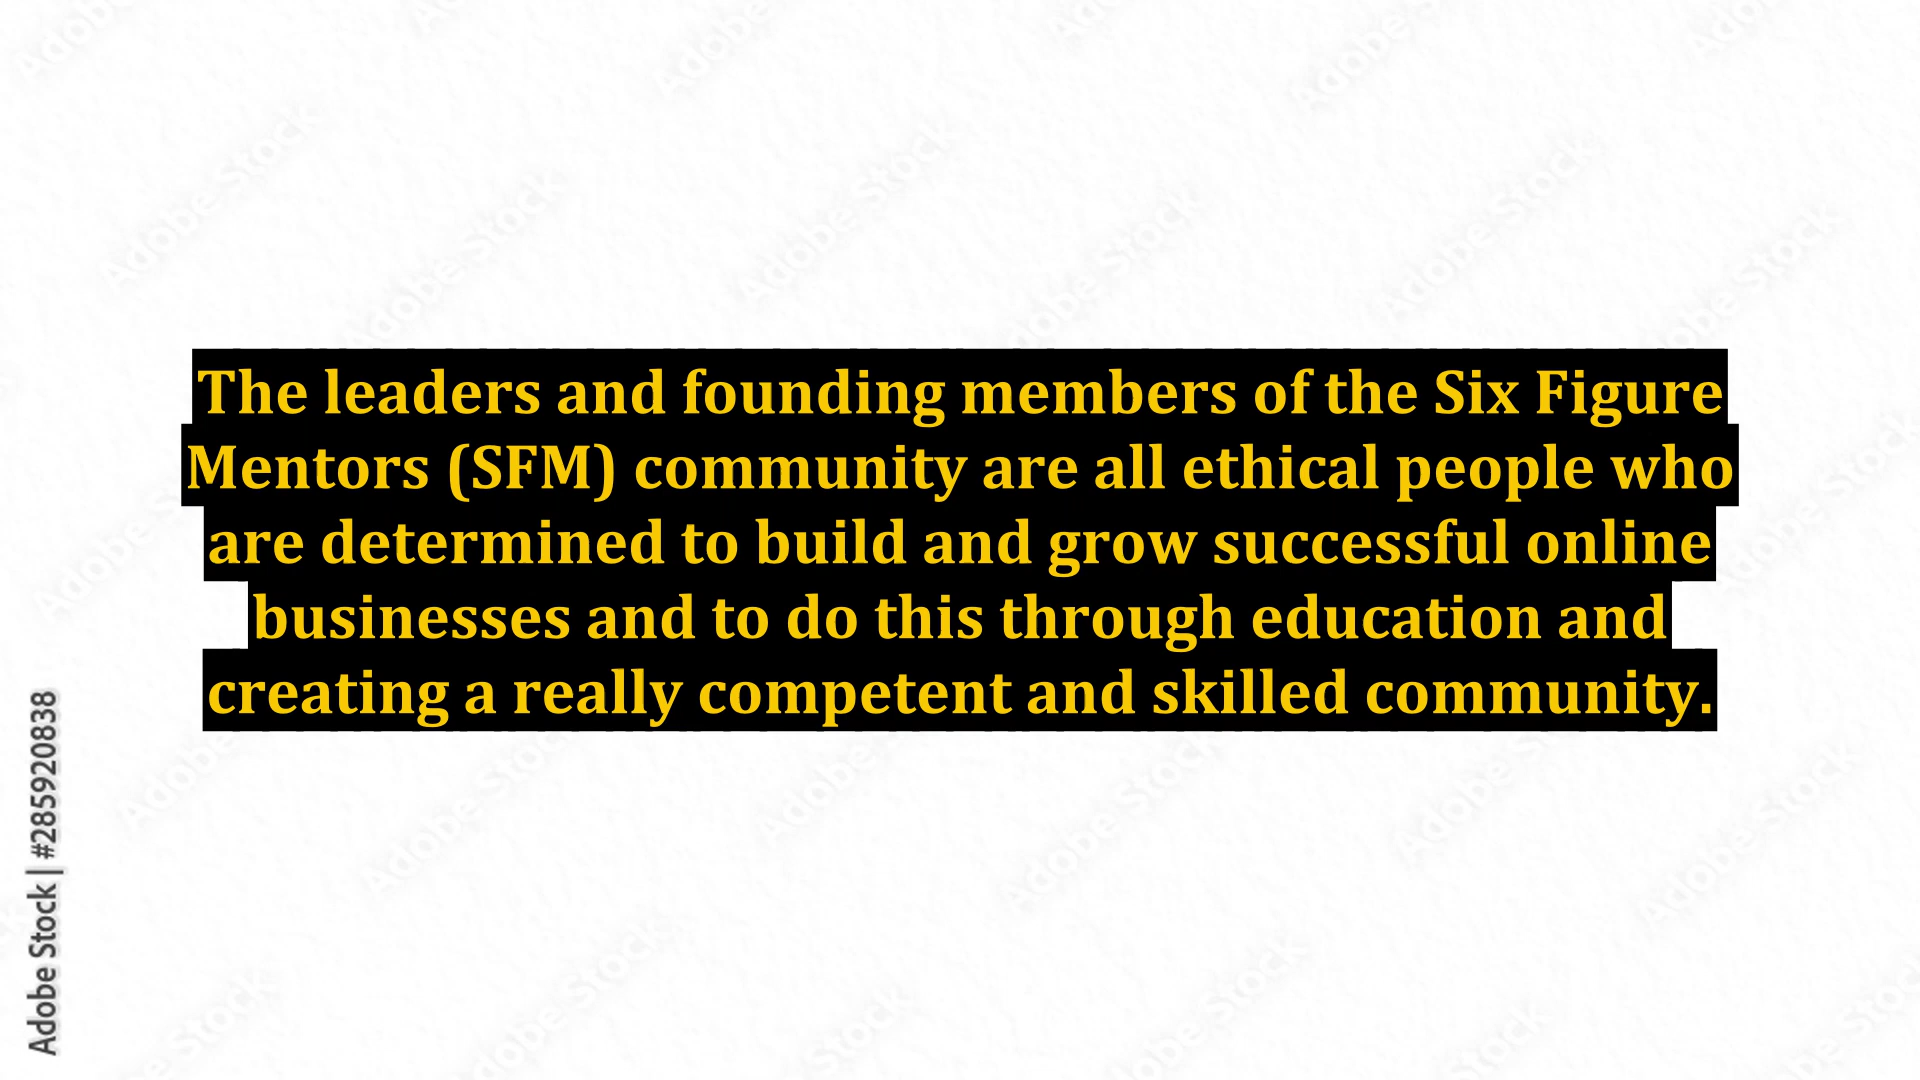 The leaders and founding members of the Six Figure
Mentors (SFM) community are all ethical people who
are determined to build and grow successful online
businesses and to do this through education and
creating a really competent and skilled community.
Adobe Stock | #285920838
Adobe Stock